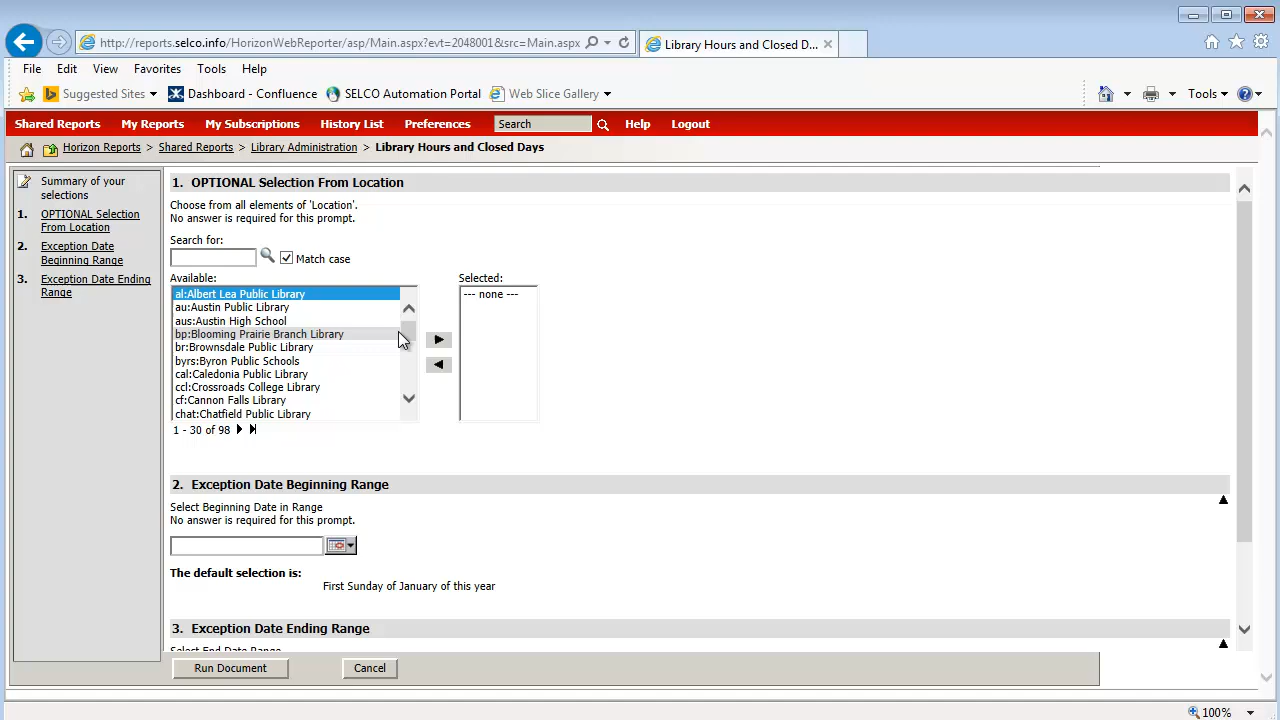 http://reports.selco.info/HorizonWebReporter/asp/Main.aspx?evt=2048001&src=Main.aspx
Library Hours and Closed D...
File Edit View Favorites Tools Help
Suggested Sites Dashboard - Confluence SELCO Automation Portal Web Slice Gallery Tools
Shared Reports My Reports My Subscriptions History List Preferences Search Help Logout
Horizon Reports > Shared Reports > Library Administration > Library Hours and Closed Days
Summary of your
selections
1. OPTIONAL Selection
From Location
2. Exception Date
Beginning Range
3. Exception Date Ending
Range
1. OPTIONAL Selection From Location
Choose from all elements of 'Location'.
No answer is required for this prompt.
Search for:
Match case
Available:
al:Albert Lea Public Library
au:Austin Public Library
aus:Austin High School
bp:Blooming Prairie Branch Library
br:Brownsdale Public Library
byrs:Byron Public Schools
cal:Caledonia Public Library
ccl:Crossroads College Library
cf:Cannon Falls Library
chat:Chatfield Public Library
1 - 30 of 98
Selected:
--- none ---
2. Exception Date Beginning Range
Select Beginning Date in Range
No answer is required for this prompt.
The default selection is:
First Sunday of January of this year
3. Exception Date Ending Range
Select End Date Range
Run Document Cancel
100%